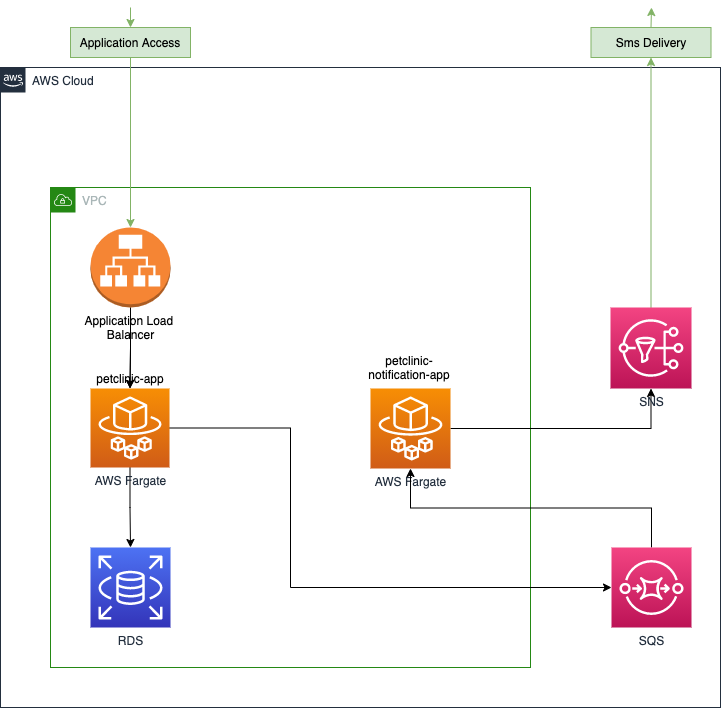 Application Access
Sms Delivery
aws
AWS Cloud
VPC
Application Load
Balancer
petclinic-app
AWS Fargate
petclinic-
notification-app
AWS Fargate
SNS
RDS
SQS